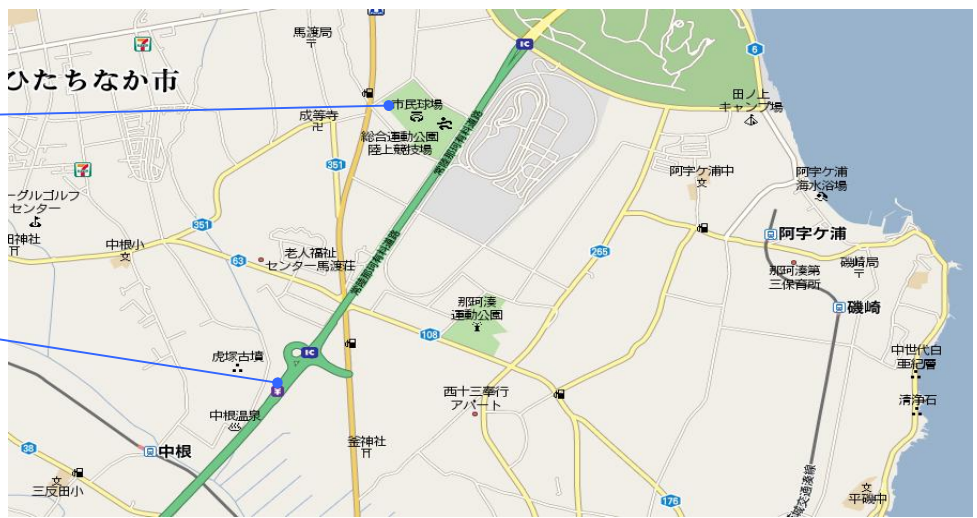 馬渡局
IC
6
ひたちなか市
市民球場
田ノ上
キャンプ場
成等寺
総合運動公園
陸上競技場
351
阿字ケ浦中
阿字ケ浦
海水浴場
ーグルゴルフ
センター
351
田神社
中根小
63
老人福祉
センター馬渡荘
265
阿字ケ浦
那珂湊第
三保育所
磯崎局
那珂湊
運動公園
磯崎
108
虎塚古墳
IC
中世代白
亜紀層
西十三奉行
アパート
清浄石
中根温泉
釜神社
38
中根
三反田小
176
平磯中
城交通湊線